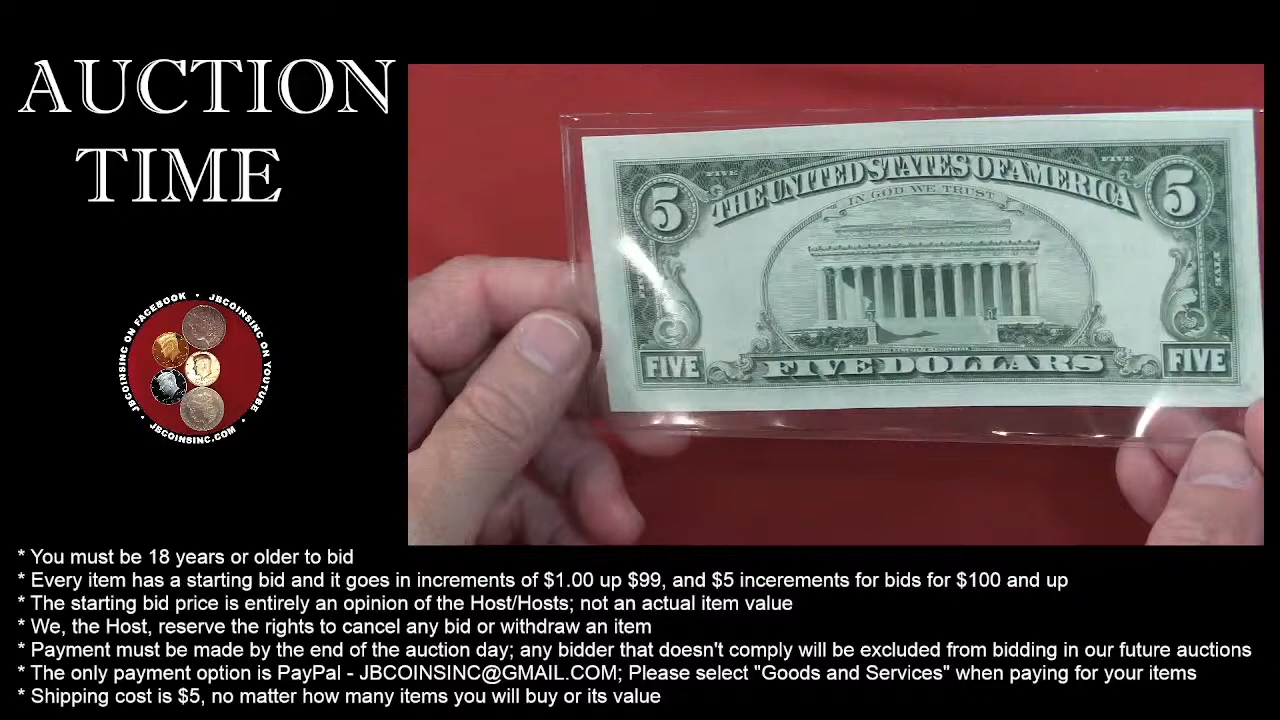 AUCTION
TIME
JBCOINSINC ON FACEBOOK • JBCOINSINC ON YOUTUBE • JBCOINSINC.COM •
FIVE FIVE
THE UNITED STATES OF AMERICA
IN GOD WE TRUST
5 5
LINCOLN MEMORIAL
FIVE FIVE DOLLARS FIVE
* You must be 18 years or older to bid
* Every item has a starting bid and it goes in increments of $1.00 up $99, and $5 incerements for bids for $100 and up
* The starting bid price is entirely an opinion of the Host/Hosts; not an actual item value
* We, the Host, reserve the rights to cancel any bid or withdraw an item
* Payment must be made by the end of the auction day; any bidder that doesn't comply will be excluded from bidding in our future auctions
* The only payment option is PayPal - JBCOINSINC@GMAIL.COM; Please select "Goods and Services" when paying for your items
* Shipping cost is $5, no matter how many items you will buy or its value